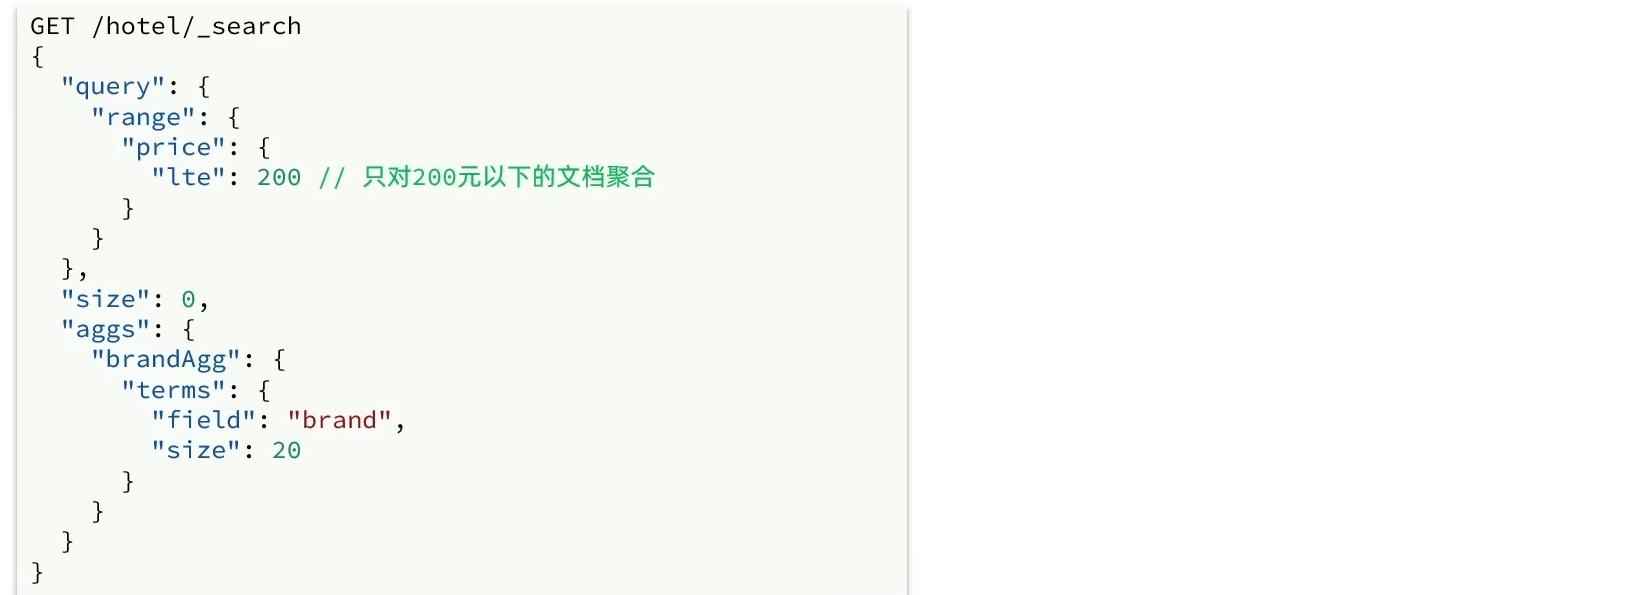 GET /hotel/_search
{
  "query": {
    "range": {
      "price": {
        "lte": 200 // 只对200元以下的文档聚合
      }
    }
  },
  "size": 0,
  "aggs": {
    "brandAgg": {
      "terms": {
        "field": "brand",
        "size": 20
      }
    }
  }
}